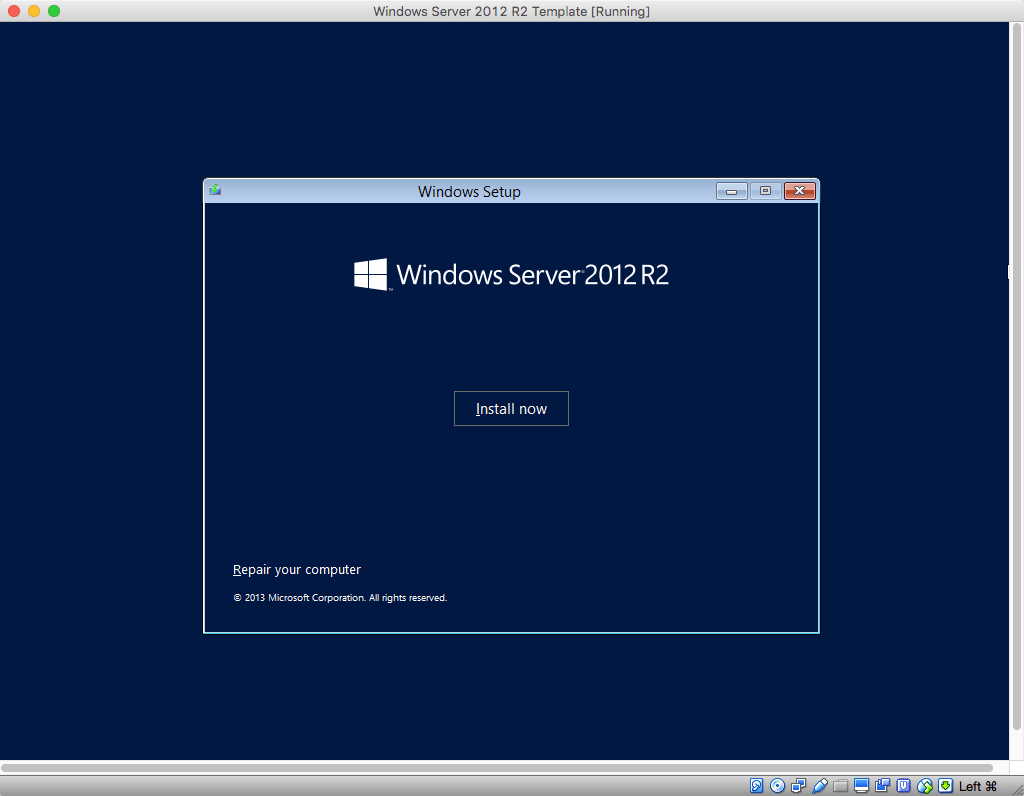 Windows Server 2012 R2 Template [Running]
Windows Setup
Windows Server 2012 R2
Install now
Repair your computer
© 2013 Microsoft Corporation. All rights reserved.
Left ⌘